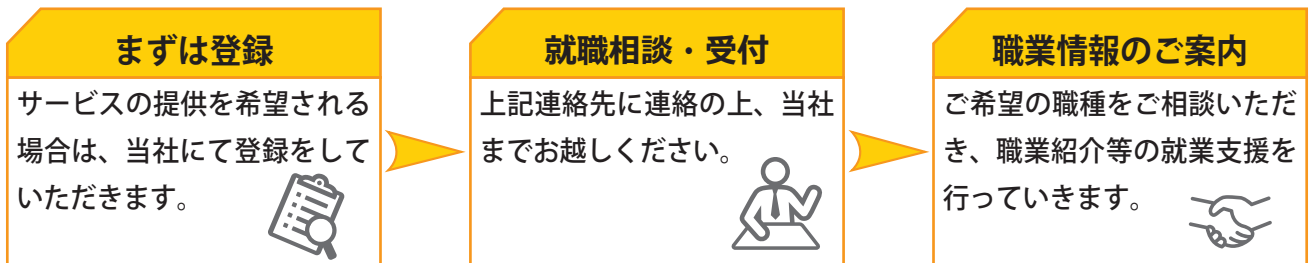 まずは登録
サービスの提供を希望される
場合は、当社にて登録をして
いただきます。
就職相談・受付
上記連絡先に連絡の上、当社
までお越しください。
職業情報のご案内
ご希望の職種をご相談いただ
き、職業紹介等の就業支援を
行っていきます。